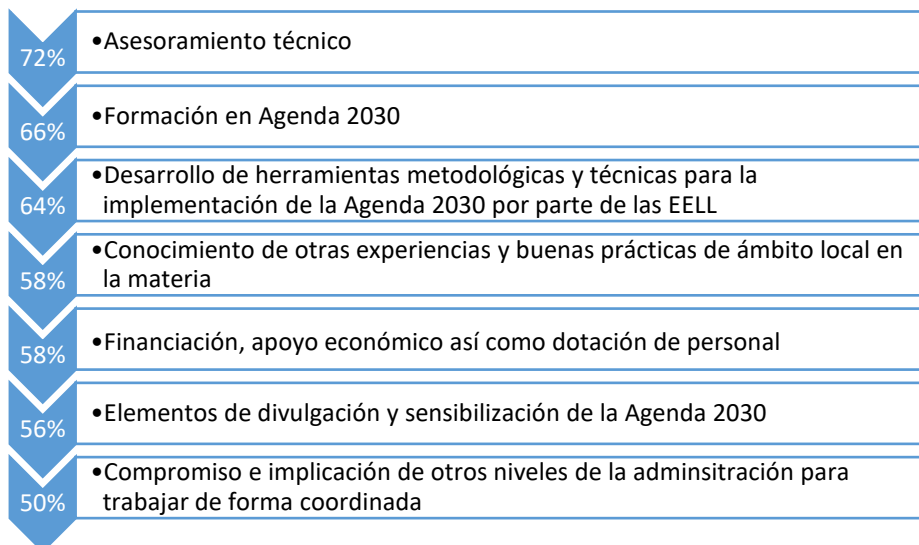 72%
•Asesoramiento técnico
66%
•Formación en Agenda 2030
64%
•Desarrollo de herramientas metodológicas y técnicas para la
implementación de la Agenda 2030 por parte de las EELL
58%
•Conocimiento de otras experiencias y buenas prácticas de ámbito local en
la materia
58%
•Financiación, apoyo económico así como dotación de personal
56%
•Elementos de divulgación y sensibilización de la Agenda 2030
50%
•Compromiso e implicación de otros niveles de la adminsitración para
trabajar de forma coordinada